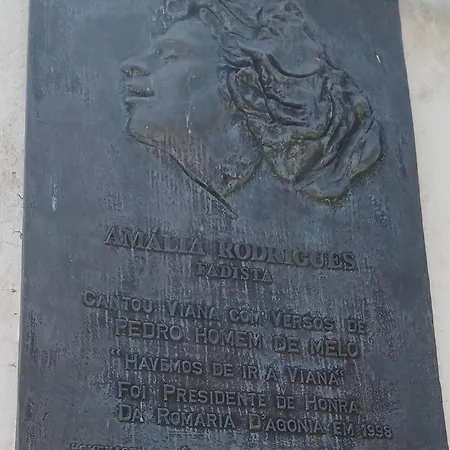 AMÁLIA RODRIGUES
FADISTA
CANTOU VIANA COM VERSOS DE
PEDRO HOMEM DE MELO
"HAVEMOS DE IR A VIANA"
FOI PRESIDENTE DE HONRA
DA ROMARIA D'AGONIA EM 1998